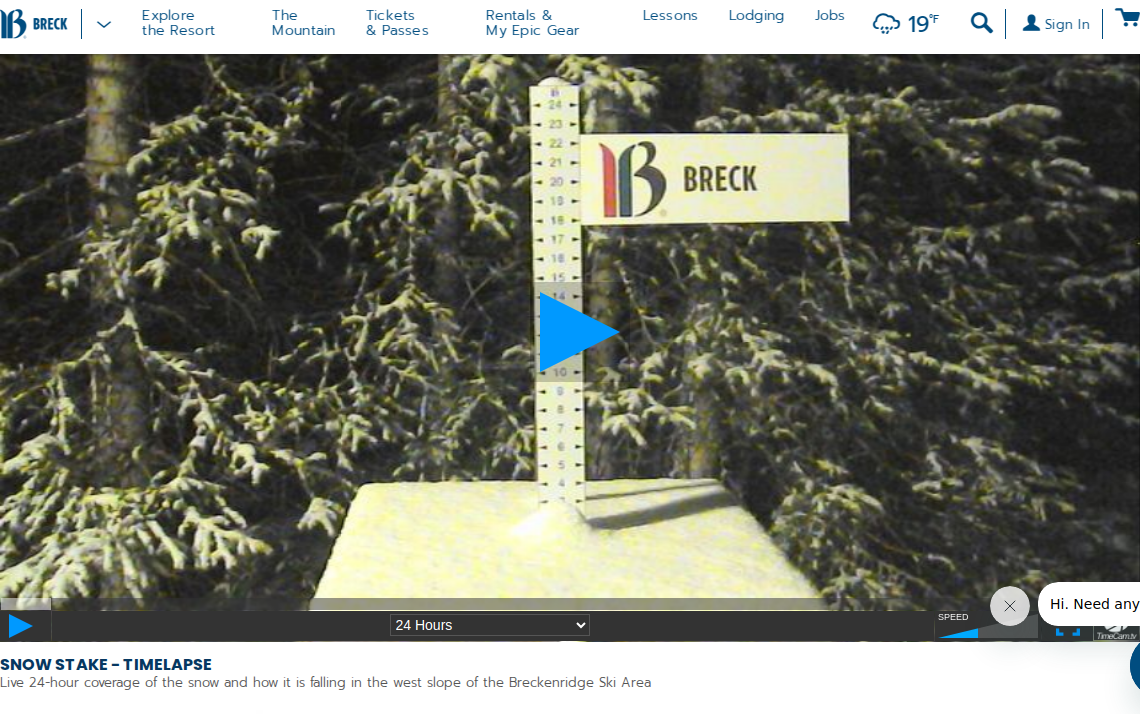 BRECK
Explore
the Resort
The
Mountain
Tickets
& Passes
Rentals &
My Epic Gear
Lessons
Lodging
Jobs
19°F
Sign In
24
23
22
21
20
19
18
17
16
15
14
10
9
8
7
6
5
4
B BRECK
24 Hours
SPEED
Hi. Need any
TimeCam.tv
SNOW STAKE - TIMELAPSE
Live 24-hour coverage of the snow and how it is falling in the west slope of the Breckenridge Ski Area